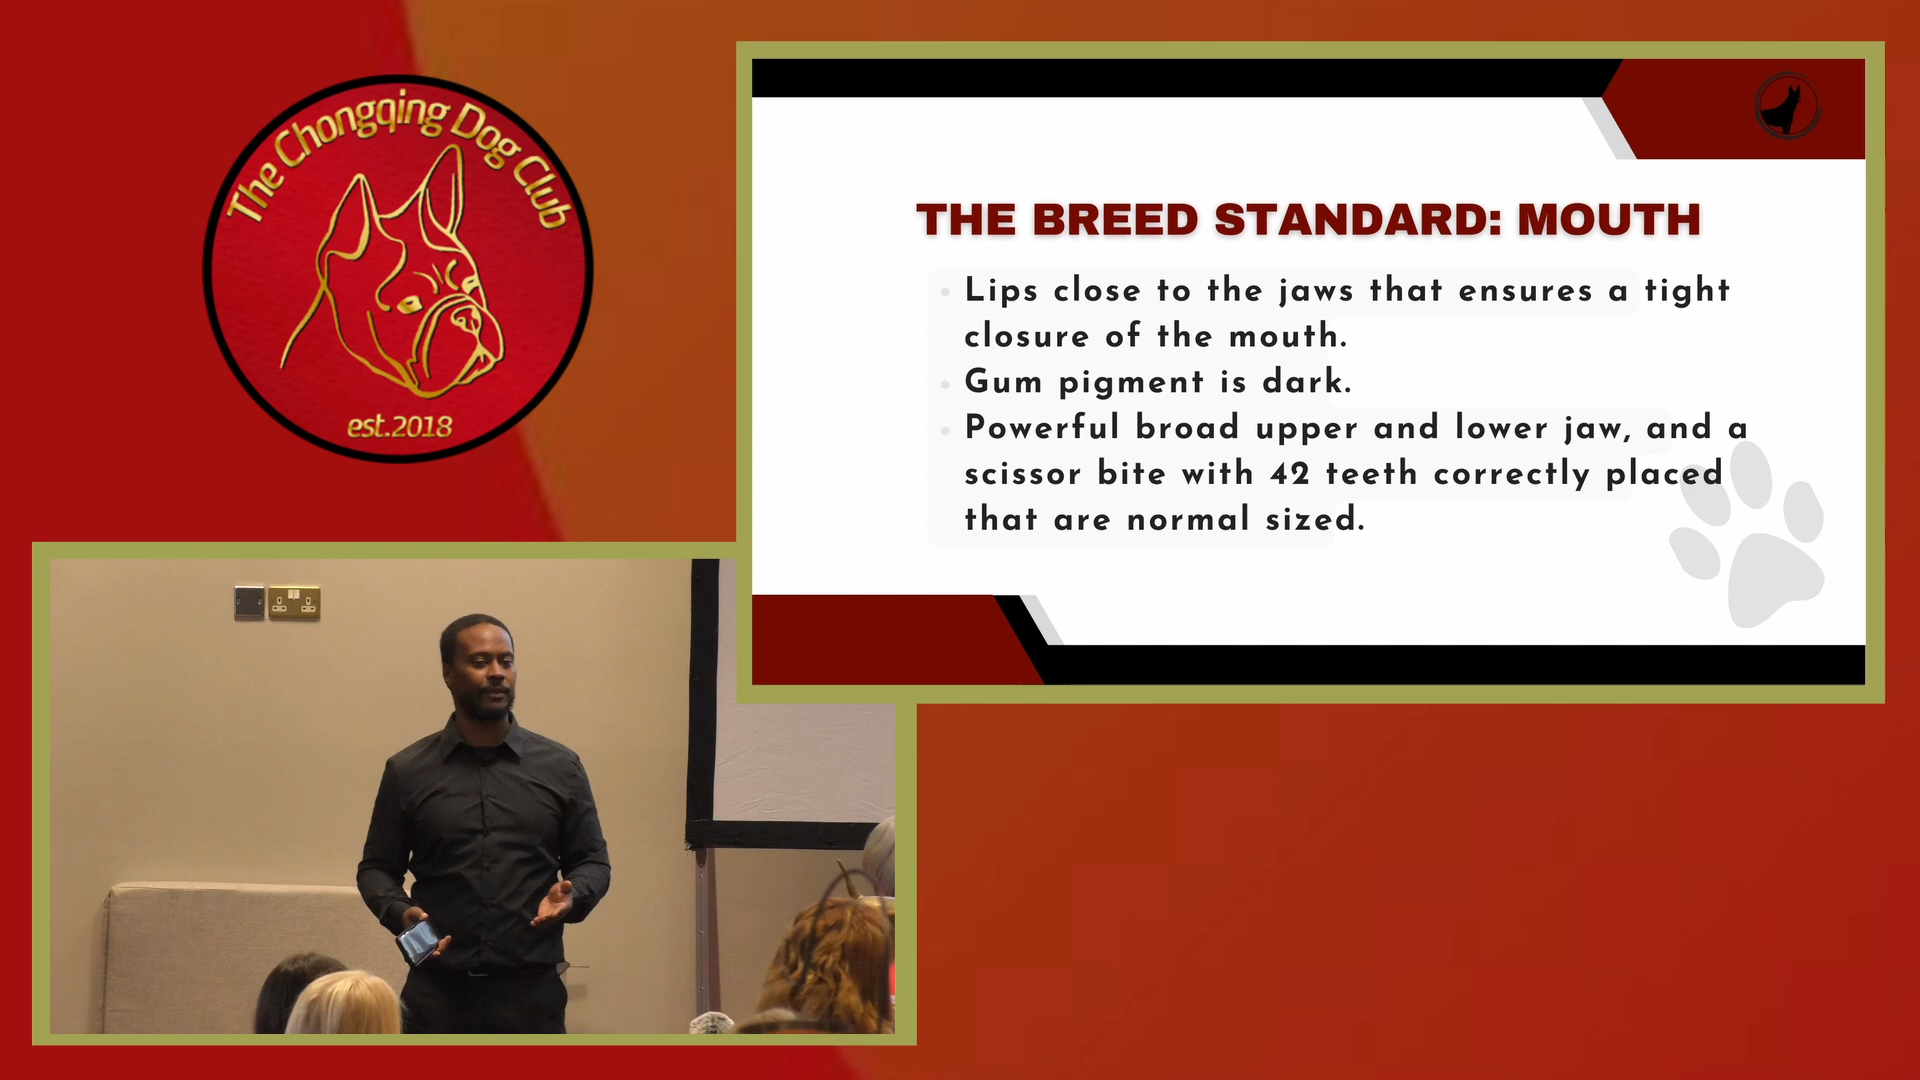 The Chongqing Dog Club
est.2018
THE BREED STANDARD: MOUTH
Lips close to the jaws that ensures a tight
closure of the mouth.
Gum pigment is dark.
Powerful broad upper and lower jaw, and a
scissor bite with 42 teeth correctly placed
that are normal sized.